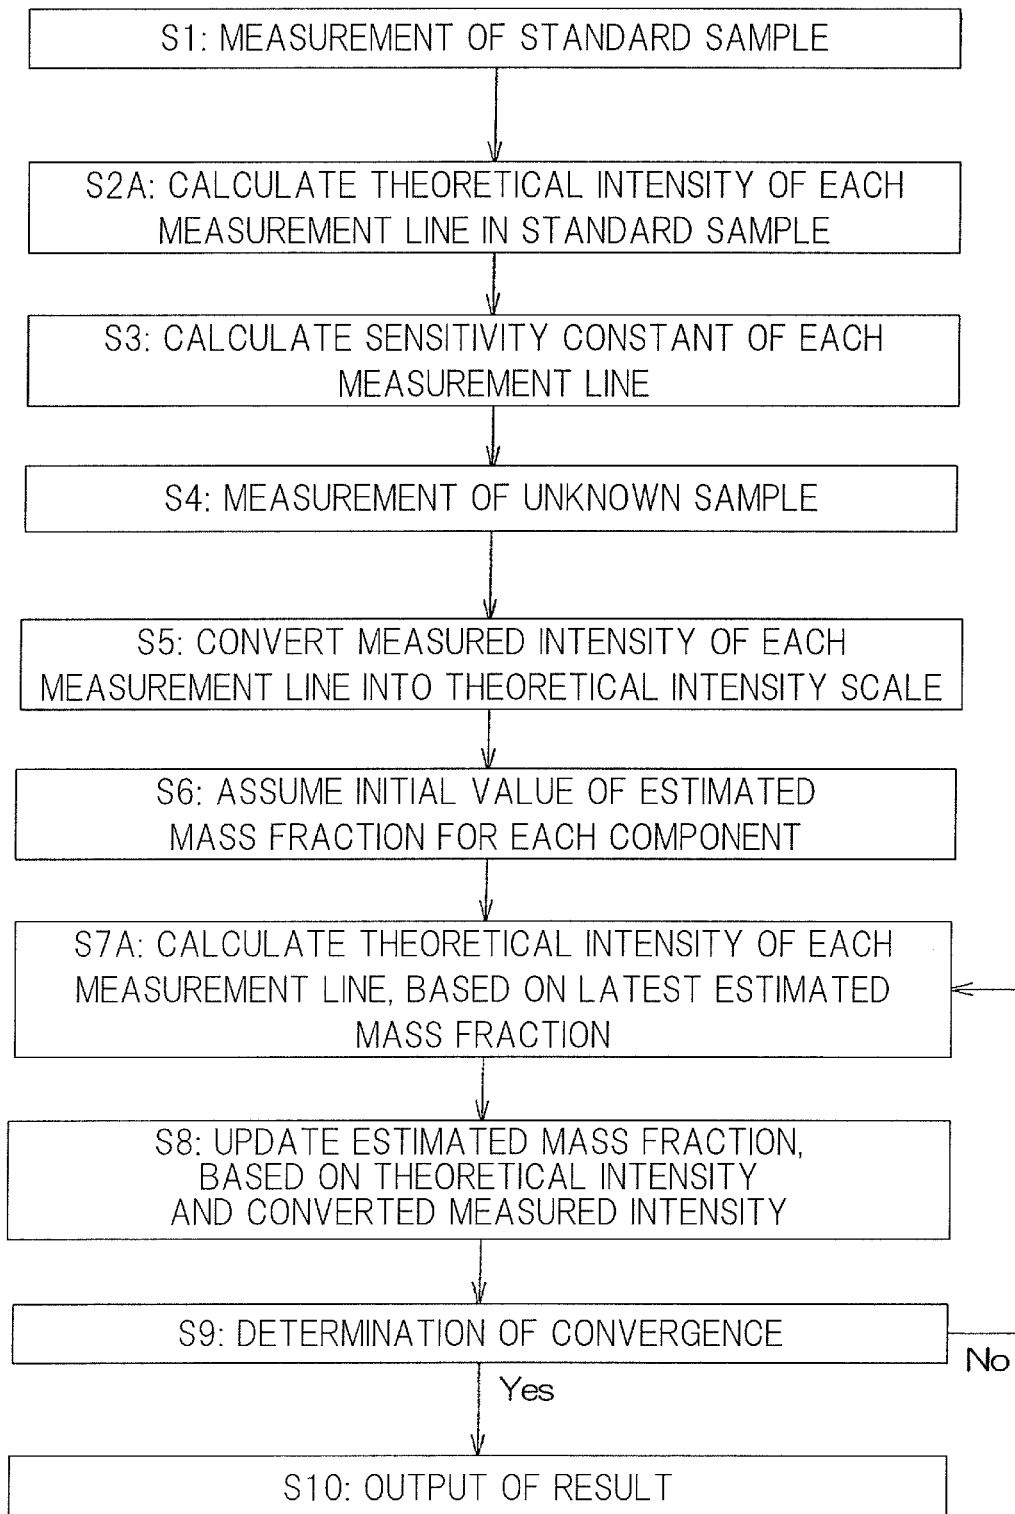 S1: MEASUREMENT OF STANDARD SAMPLE
S2A: CALCULATE THEORETICAL INTENSITY OF EACH
MEASUREMENT LINE IN STANDARD SAMPLE
S3: CALCULATE SENSITIVITY CONSTANT OF EACH
MEASUREMENT LINE
S4: MEASUREMENT OF UNKNOWN SAMPLE
S5: CONVERT MEASURED INTENSITY OF EACH
MEASUREMENT LINE INTO THEORETICAL INTENSITY SCALE
S6: ASSUME INITIAL VALUE OF ESTIMATED
MASS FRACTION FOR EACH COMPONENT
S7A: CALCULATE THEORETICAL INTENSITY OF EACH
MEASUREMENT LINE, BASED ON LATEST ESTIMATED
MASS FRACTION
S8: UPDATE ESTIMATED MASS FRACTION,
BASED ON THEORETICAL INTENSITY
AND CONVERTED MEASURED INTENSITY
S9: DETERMINATION OF CONVERGENCE
No
Yes
S10: OUTPUT OF RESULT